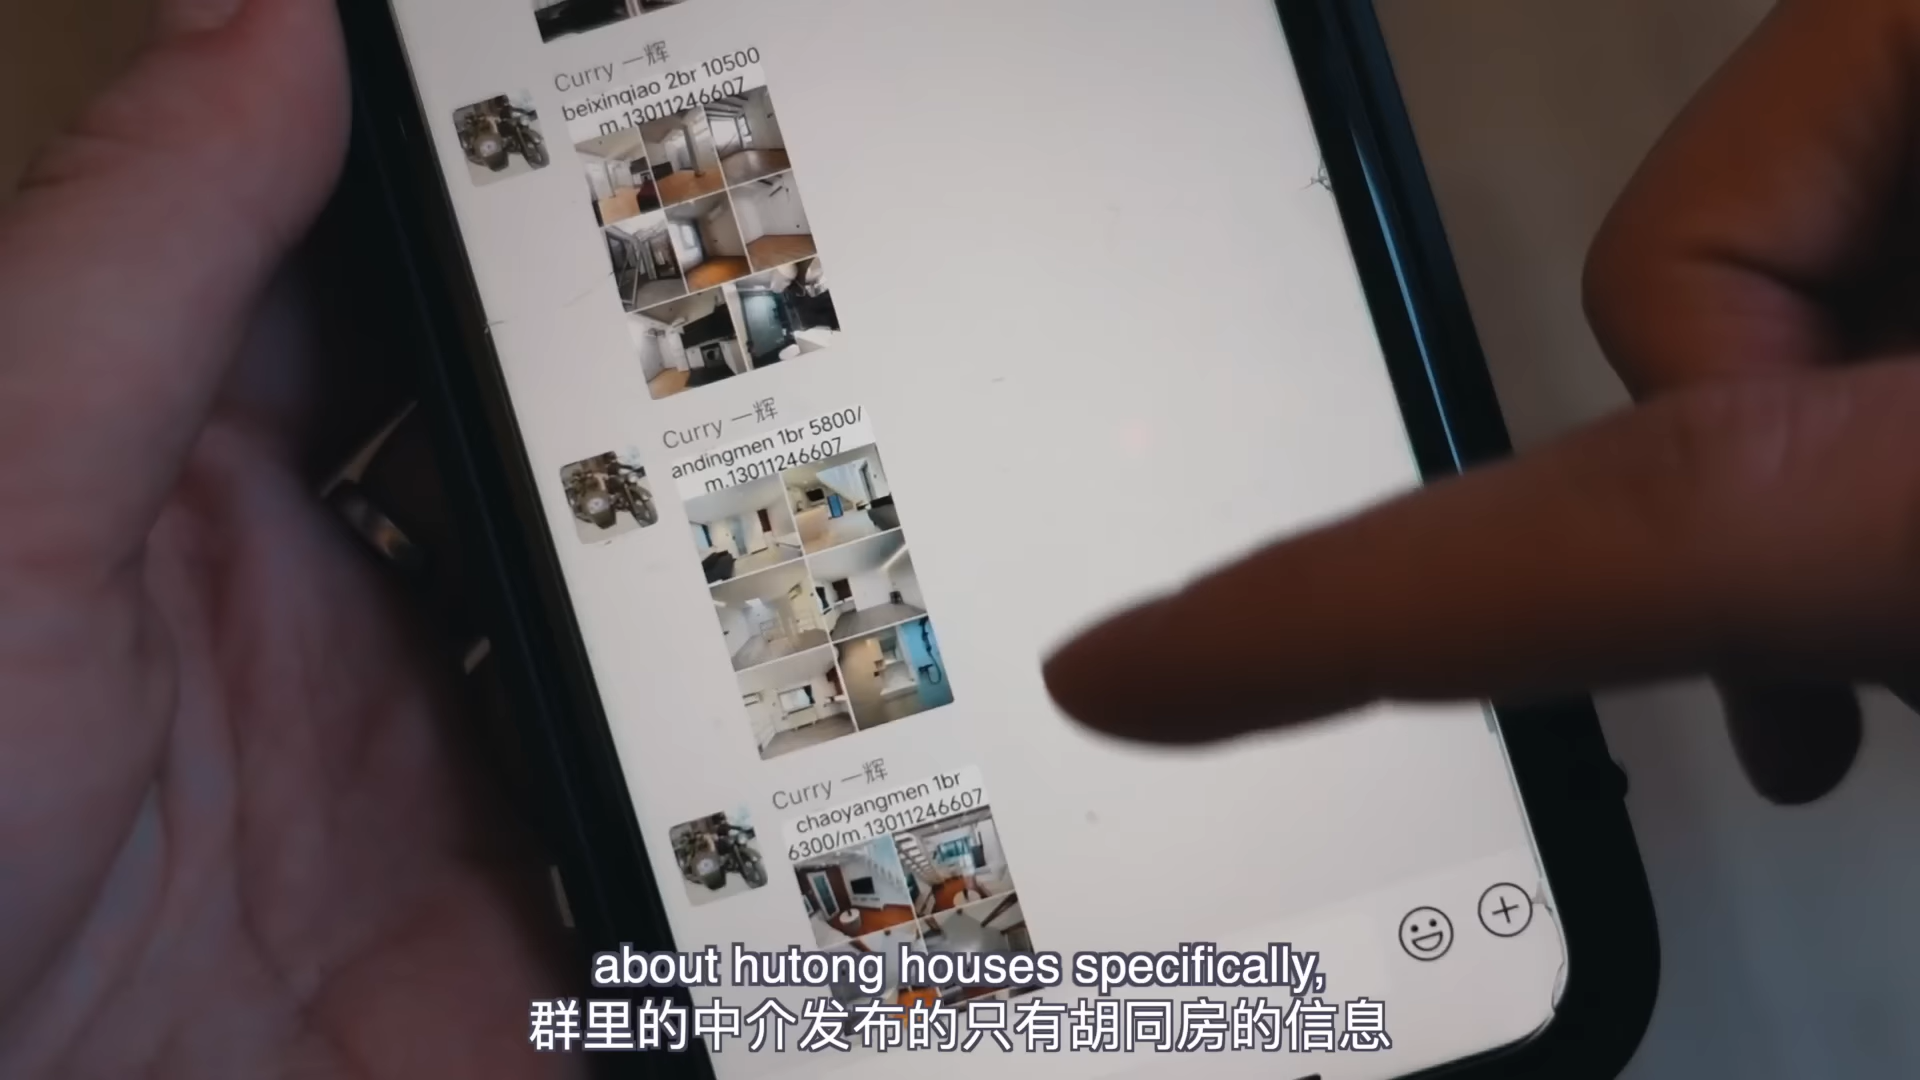 Curry 一辉
beixinqiao 2br 10500
m.13011246607
Curry 一辉
andingmen 1br 5800/
m.13011246607
Curry 一辉
chaoyangmen 1br
6300/m.13011246607
about hutong houses specifically,
群里的中介发布的只有胡同房的信息